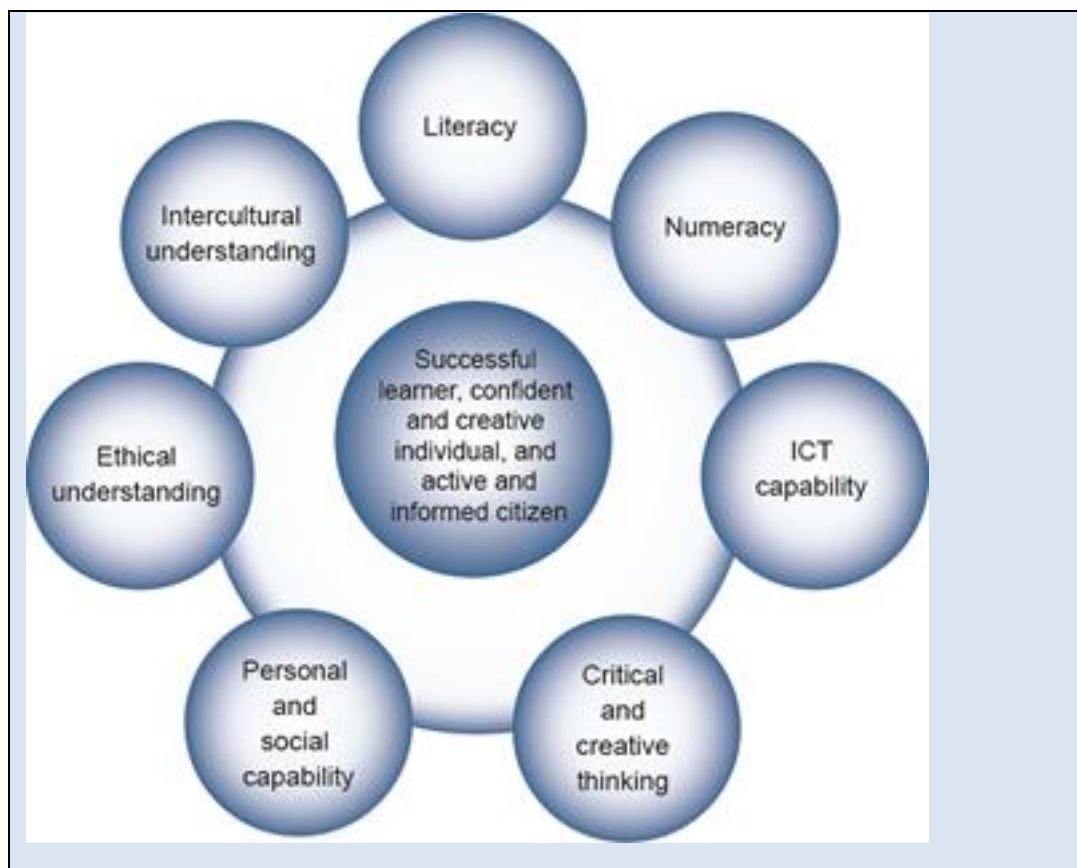 Literacy
Numeracy
Intercultural
understanding
Successful
learner, confident
and creative
individual, and
active and
informed citizen
ICT
capability
Ethical
understanding
Critical
and
creative
thinking
Personal
and
social
capability